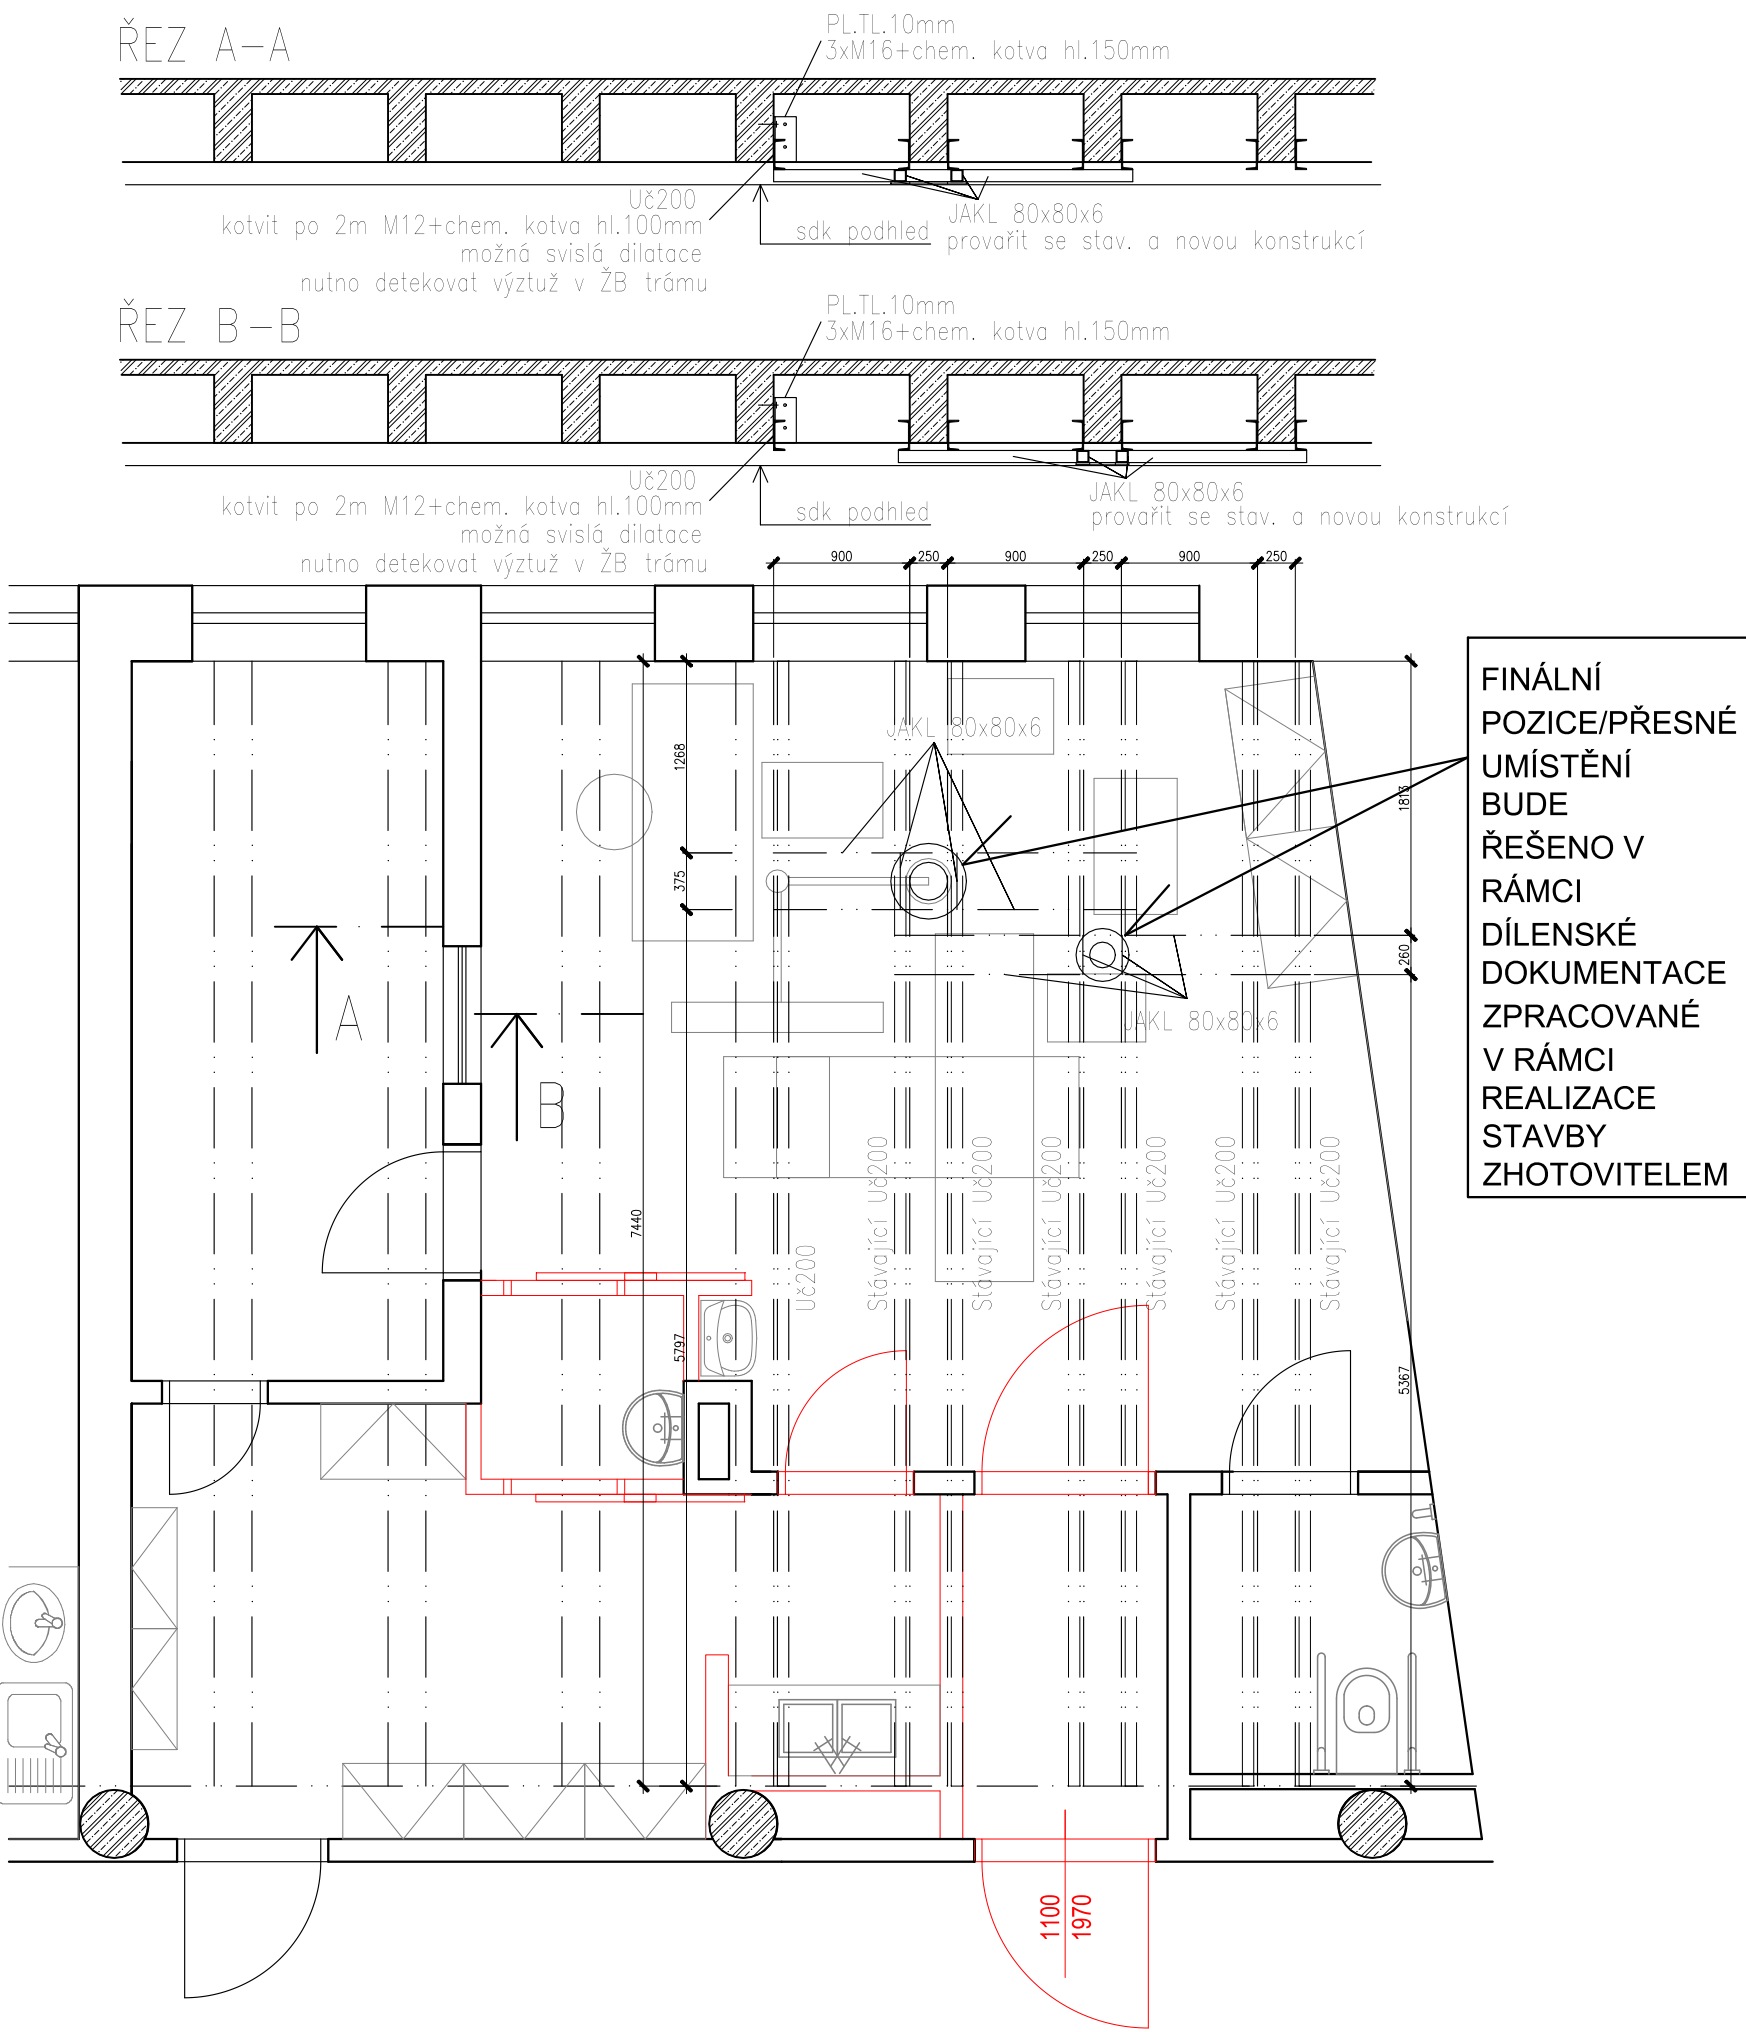 ŘEZ A-A
PL.TL.10mm
3xM16+chem. kotva hl.150mm
Uč200
kotvit po 2m M12+chem. kotva hl.100mm
možná svislá dilatace
nutno detekovat výztuž v ŽB trámu
sdk podhled
JAKL 80x80x6
provařit se stav. a novou konstrukcí
ŘEZ B-B
PL.TL.10mm
3xM16+chem. kotva hl.150mm
Uč200
kotvit po 2m M12+chem. kotva hl.100mm
možná svislá dilatace
nutno detekovat výztuž v ŽB trámu
sdk podhled
JAKL 80x80x6
provařit se stav. a novou konstrukcí
900
250
900
250
900
250
JAKL 80x80x6
1268
375
1813
260
FINÁLNÍ
POZICE/PŘESNÉ
UMÍSTĚNÍ
BUDE
ŘEŠENO V
RÁMCI
DÍLENSKÉ
DOKUMENTACE
ZPRACOVANÉ
V RÁMCI
REALIZACE
STAVBY
ZHOTOVITELEM
A
B
JAKL 80x80x6
7440
5797
Uč200
Stávající Uč200
Stávající Uč200
Stávající Uč200
Stávající Uč200
Stávající Uč200
Stávající Uč200
5367
1100
1970